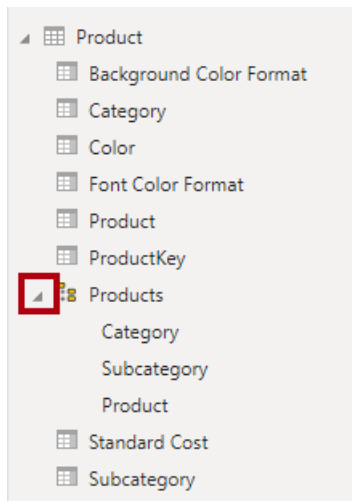 Product
Background Color Format
Category
Color
Font Color Format
Product
ProductKey
Products
Category
Subcategory
Product
Standard Cost
Subcategory